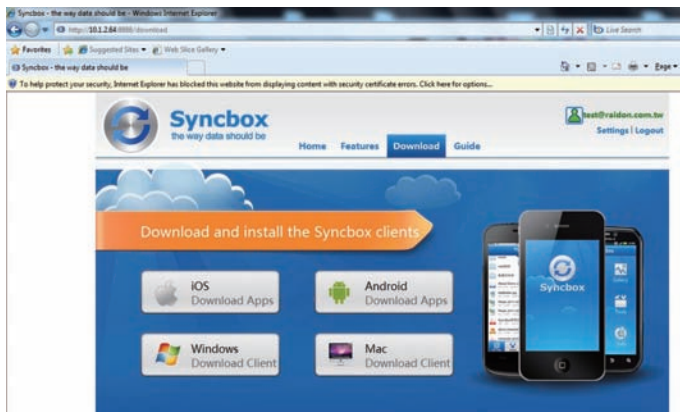 Syncbox - the way data should be - Windows Internet Explorer
http://10.1.2.64:8888/download
Live Search
Favorites Suggested Sites Web Slice Gallery
Syncbox - the way data should be
Page
To help protect your security, Internet Explorer has blocked this website from displaying content with security certificate errors. Click here for options...
Syncbox
the way data should be
test@raidon.com.tw
Settings | Logout
Home Features Download Guide
Download and install the Syncbox clients
iOS
Download Apps
Android
Download Apps
Syncbox
Windows
Download Client
Mac
Download Client